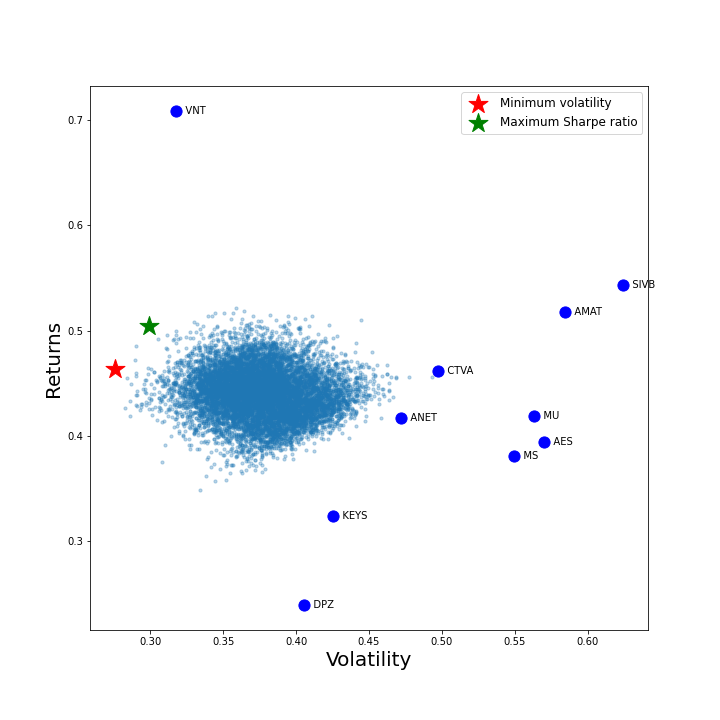 Minimum volatility
Maximum Sharpe ratio
VNT
SIVB
AMAT
CTVA
ANET
MU
AES
MS
KEYS
DPZ
0.7
0.6
0.5
0.4
0.3
Returns
0.30 0.35 0.40 0.45 0.50 0.55 0.60
Volatility